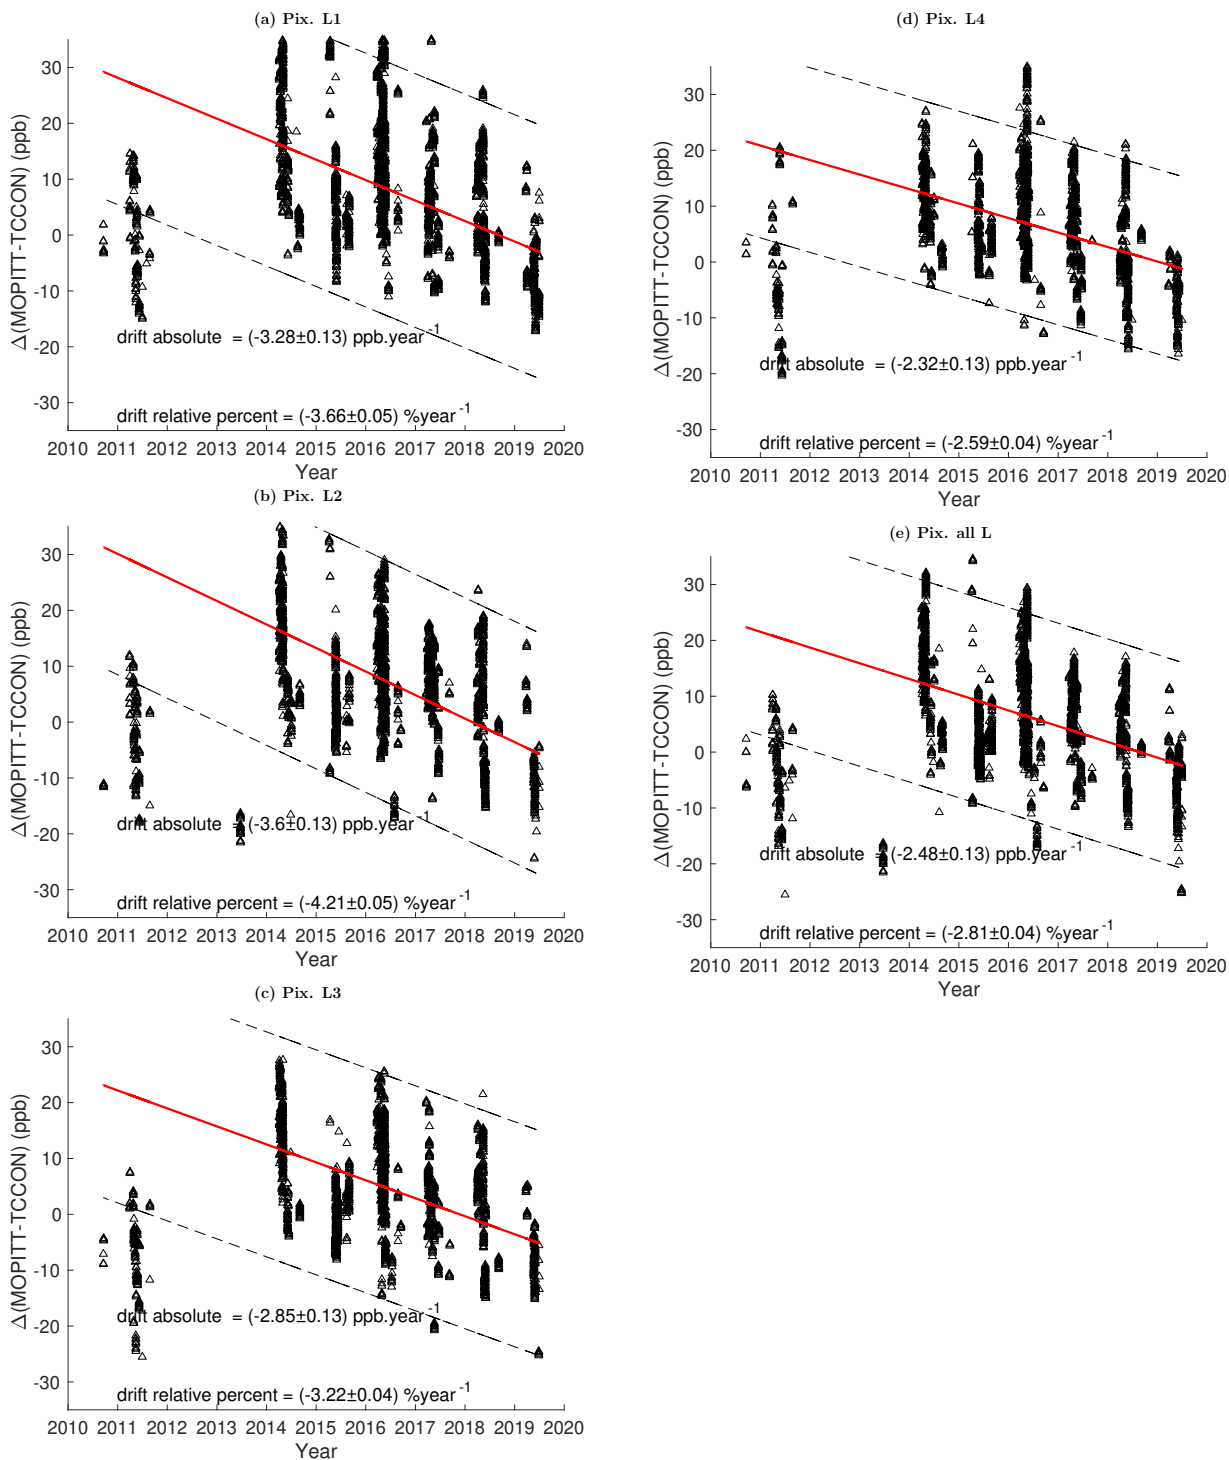 (a) Pix. L1
Δ(MOPITT-TCCON) (ppb)
30
20
10
0
-10
-20
-30
drift absolute = (-3.28±0.13) ppb.year-1
drift relative percent = (-3.66±0.05) %year-1
2010 2011 2012 2013 2014 2015 2016 2017 2018 2019 2020
Year
(b) Pix. L2
Δ(MOPITT-TCCON) (ppb)
30
20
10
0
-10
-20
-30
drift absolute = (-3.6±0.13) ppb.year-1
drift relative percent = (-4.21±0.05) %year-1
2010 2011 2012 2013 2014 2015 2016 2017 2018 2019 2020
Year
(c) Pix. L3
Δ(MOPITT-TCCON) (ppb)
30
20
10
0
-10
-20
-30
drift absolute = (-2.85±0.13) ppb.year-1
drift relative percent = (-3.22±0.04) %year-1
2010 2011 2012 2013 2014 2015 2016 2017 2018 2019 2020
Year
(d) Pix. L4
Δ(MOPITT-TCCON) (ppb)
30
20
10
0
-10
-20
-30
drift absolute = (-2.32±0.13) ppb.year-1
drift relative percent = (-2.59±0.04) %year-1
2010 2011 2012 2013 2014 2015 2016 2017 2018 2019 2020
Year
(e) Pix. all L
Δ(MOPITT-TCCON) (ppb)
30
20
10
0
-10
-20
-30
drift absolute = (-2.48±0.13) ppb.year-1
drift relative percent = (-2.81±0.04) %year-1
2010 2011 2012 2013 2014 2015 2016 2017 2018 2019 2020
Year